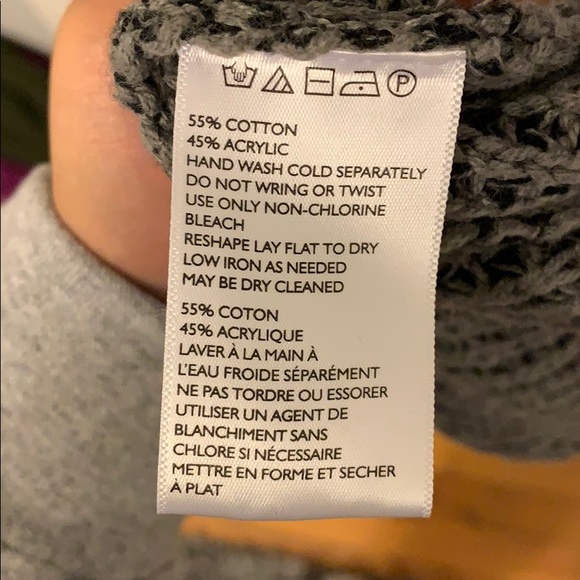 P
55% COTTON
45% ACRYLIC
HAND WASH COLD SEPARATELY
DO NOT WRING OR TWIST
USE ONLY NON-CHLORINE
BLEACH
RESHAPE LAY FLAT TO DRY
LOW IRON AS NEEDED
MAY BE DRY CLEANED
55% COTON
45% ACRYLIQUE
LAVER À LA MAIN À
L'EAU FROIDE SÉPARÉMENT
NE PAS TORDRE OU ESSORER
UTILISER UN AGENT DE
BLANCHIMENT SANS
CHLORE SI NÉCESSAIRE
METTRE EN FORME ET SECHER
À PLAT